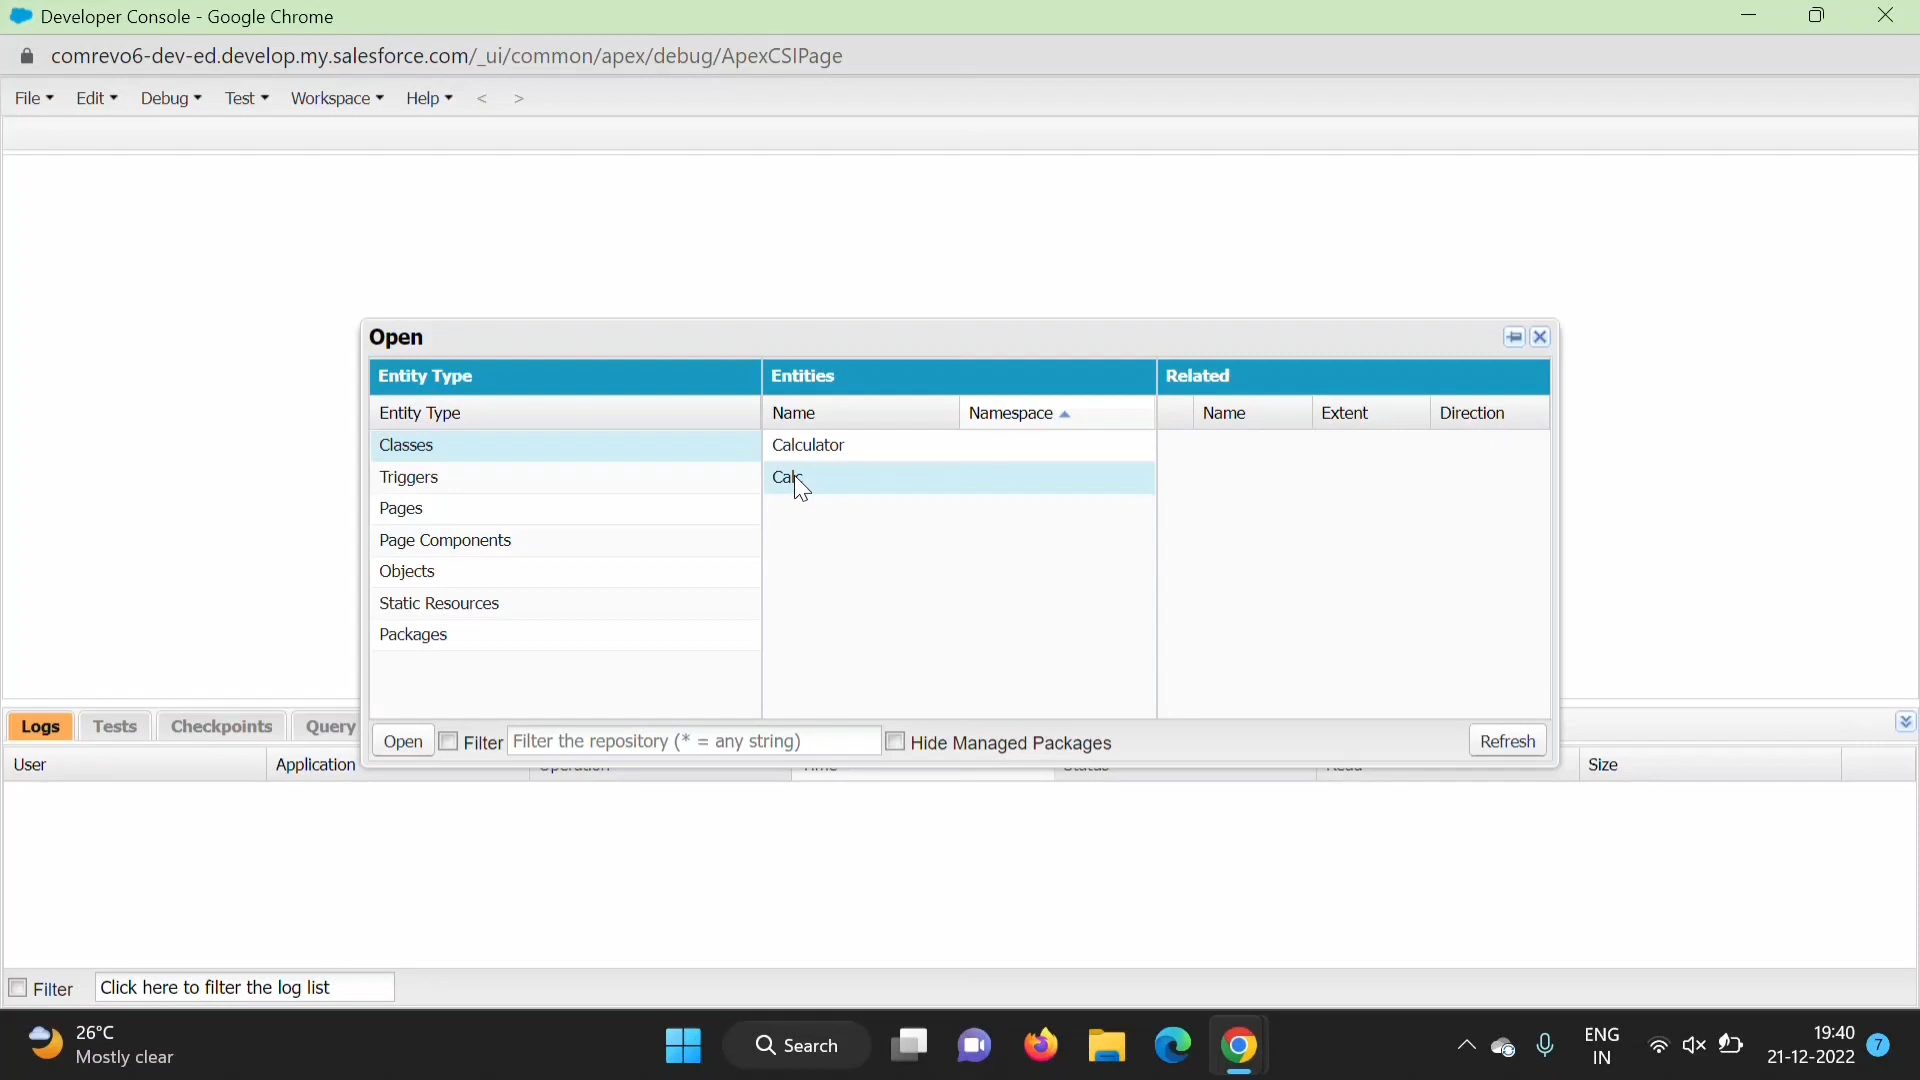 Developer Console - Google Chrome
comrevo6-dev-ed.develop.my.salesforce.com/_ui/common/apex/debug/ApexCSIPage
File Edit Debug Test Workspace Help < >
Open
Entity Type Entities Related
Entity Type Name Namespace Name Extent Direction
Classes Calculator
Triggers Calc
Pages
Page Components
Objects
Static Resources
Packages
Logs Tests Checkpoints Query
Open Filter Filter the repository (* = any string) Hide Managed Packages Refresh
User Application Size
Filter Click here to filter the log list
26°C
Mostly clear
Search
ENG
IN
19:40
21-12-2022
7